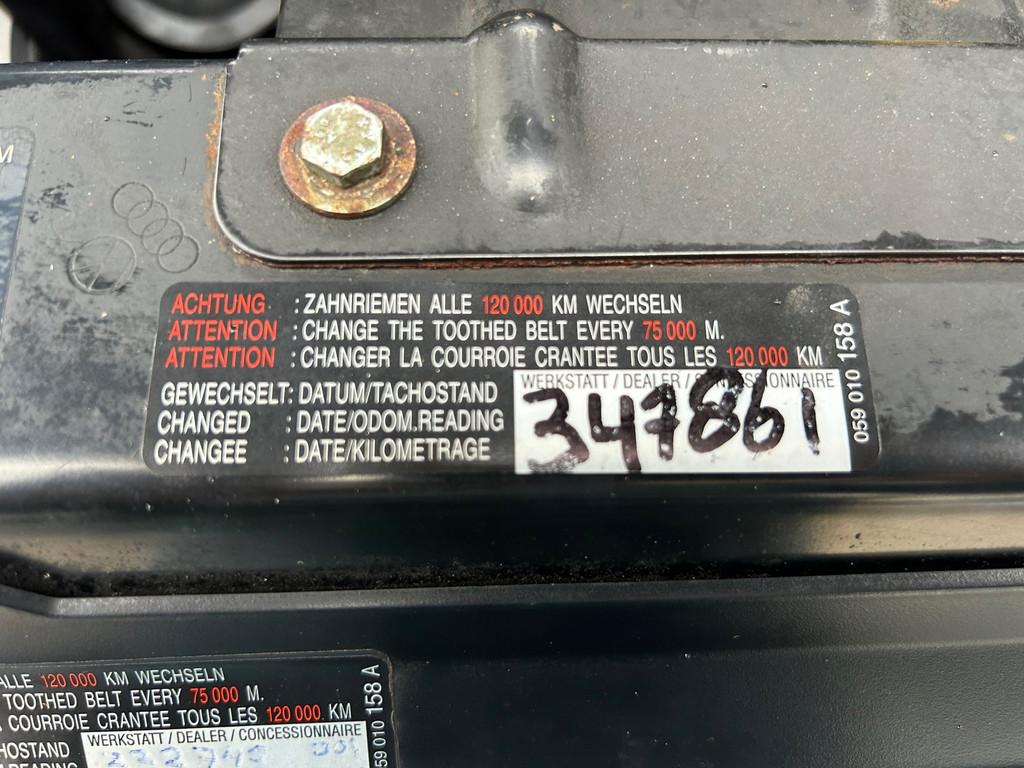 M
ACHTUNG : ZAHNRIEMEN ALLE 120 000 KM WECHSELN
ATTENTION : CHANGE THE TOOTHED BELT EVERY 75 000 M.
ATTENTION : CHANGER LA COURROIE CRANTEE TOUS LES 120 000 KM
GEWECHSELT: DATUM/TACHOSTAND
CHANGED : DATE/ODOM.READING
CHANGEE : DATE/KILOMETRAGE
WERKSTATT / DEALER / CONCESSIONNAIRE
347861
059 010 158 A
ALLE 120 000 KM WECHSELN
TOOTHED BELT EVERY 75 000 M.
COURROIE CRANTEE TOUS LES 120 000 KM
HOSTAND
READING
WERKSTATT / DEALER / CONCESSIONNAIRE
59 010 158 A